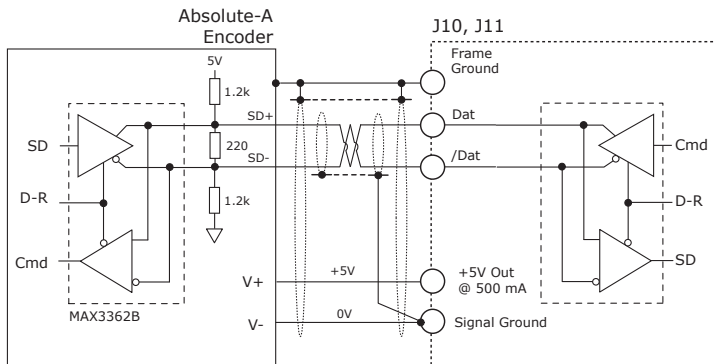 Absolute-A
Encoder
J10, J11
5V
Frame
Ground
1.2k
SD+
Dat
SD
220
Cmd
SD-
/Dat
D-R
1.2k
D-R
Cmd
SD
V+
+5V
+5V Out
@ 500 mA
MAX3362B
V-
0V
Signal Ground